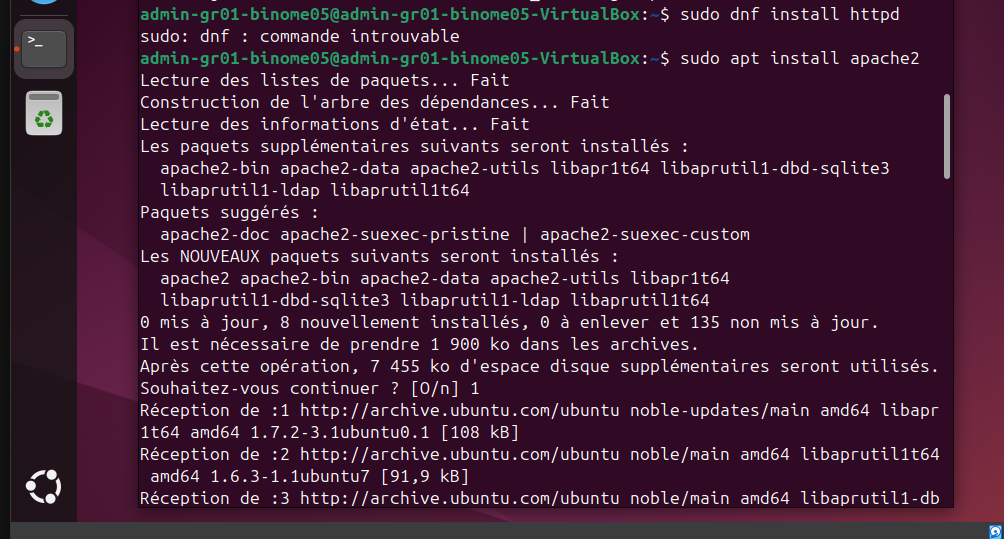 admin-gr01-binome05@admin-gr01-binome05-VirtualBox:~$ sudo dnf install httpd
sudo: dnf : commande introuvable
admin-gr01-binome05@admin-gr01-binome05-VirtualBox:~$ sudo apt install apache2
Lecture des listes de paquets... Fait
Construction de l'arbre des dépendances... Fait
Lecture des informations d'état... Fait
Les paquets supplémentaires suivants seront installés :
  apache2-bin apache2-data apache2-utils libapr1t64 libaprutil1-dbd-sqlite3
  libaprutil1-ldap libaprutil1t64
Paquets suggérés :
  apache2-doc apache2-suexec-pristine | apache2-suexec-custom
Les NOUVEAUX paquets suivants seront installés :
  apache2 apache2-bin apache2-data apache2-utils libapr1t64
  libaprutil1-dbd-sqlite3 libaprutil1-ldap libaprutil1t64
0 mis à jour, 8 nouvellement installés, 0 à enlever et 135 non mis à jour.
Il est nécessaire de prendre 1 900 ko dans les archives.
Après cette opération, 7 455 ko d'espace disque supplémentaires seront utilisés.
Souhaitez-vous continuer ? [O/n] 1
Réception de :1 http://archive.ubuntu.com/ubuntu noble-updates/main amd64 libapr
1t64 amd64 1.7.2-3.1ubuntu0.1 [108 kB]
Réception de :2 http://archive.ubuntu.com/ubuntu noble/main amd64 libaprutil1t64
 amd64 1.6.3-1.1ubuntu7 [91,9 kB]
Réception de :3 http://archive.ubuntu.com/ubuntu noble/main amd64 libaprutil1-db